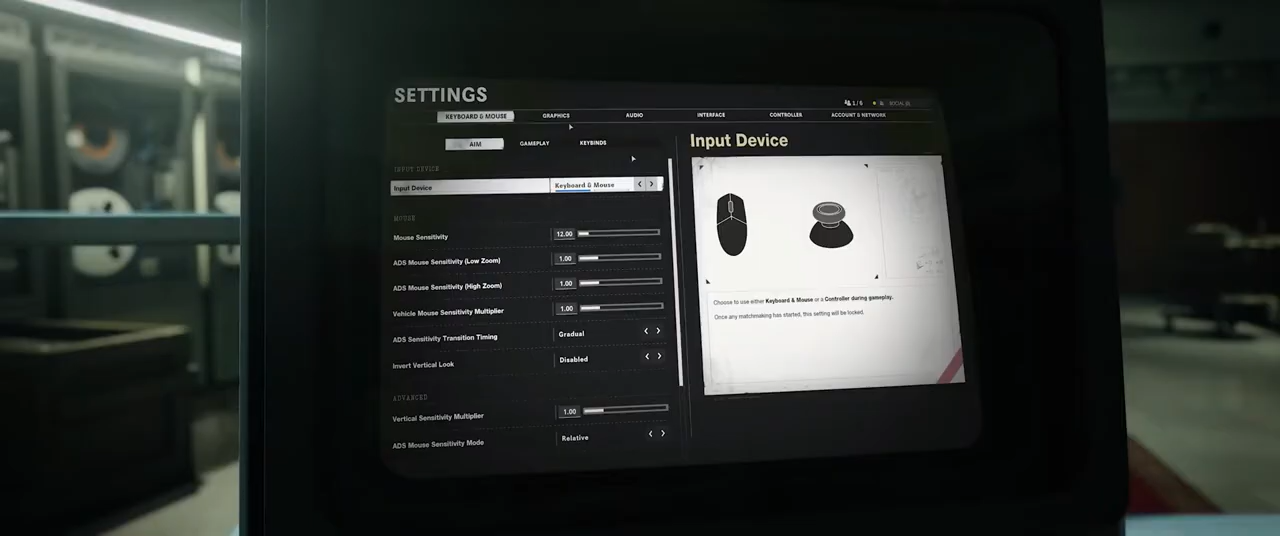 SETTINGS
1/6
KEYBOARD & MOUSE GRAPHICS AUDIO INTERFACE CONTROLLER ACCOUNT & NETWORK
AIM GAMEPLAY KEYBINDS
INPUT DEVICE
Input Device Keyboard & Mouse
MOUSE
Mouse Sensitivity 12.00
ADS Mouse Sensitivity (Low Zoom) 1.00
ADS Mouse Sensitivity (High Zoom) 1.00
Vehicle Mouse Sensitivity Multiplier 1.00
ADS Sensitivity Transition Timing Gradual
Invert Vertical Look Disabled
ADVANCED
Vertical Sensitivity Multiplier 1.00
ADS Mouse Sensitivity Mode Relative
Input Device
Choose to use either Keyboard & Mouse or a Controller during gameplay.
Once any matchmaking has started, this setting will be locked.